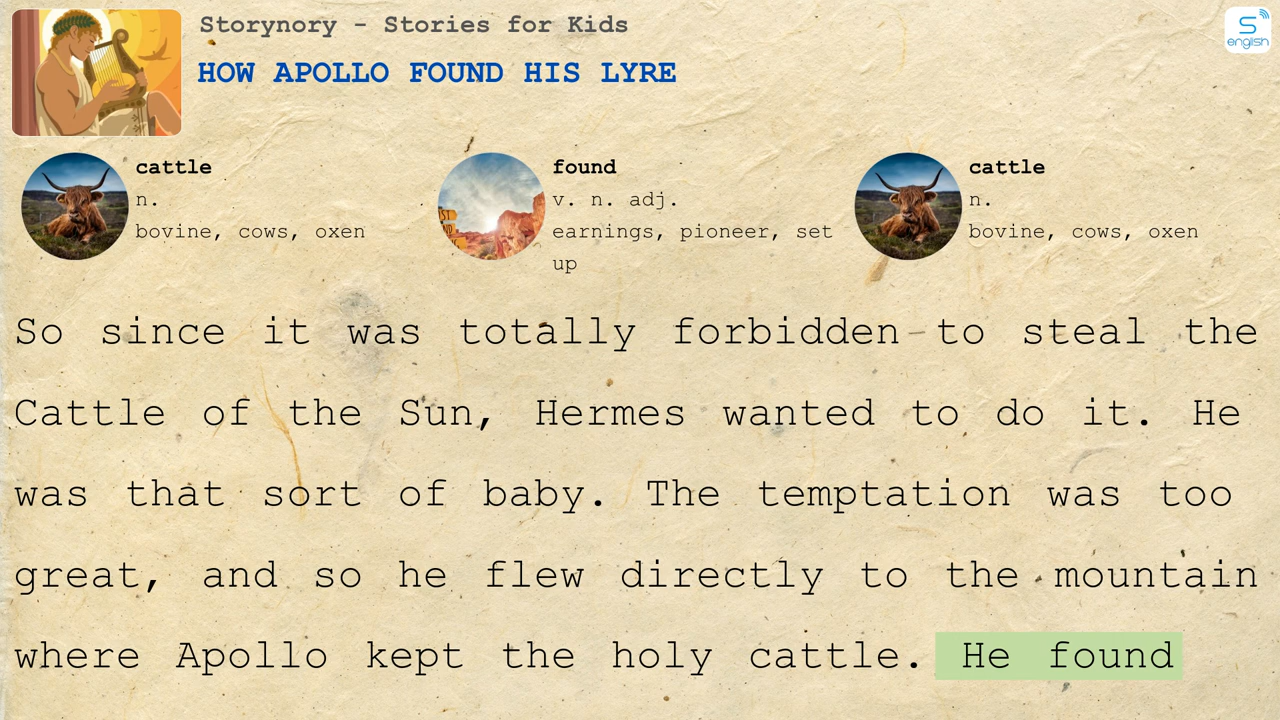 Storynory - Stories for Kids
HOW APOLLO FOUND HIS LYRE
S
english
cattle
n.
bovine, cows, oxen
found
v. n. adj.
earnings, pioneer, set
up
cattle
n.
bovine, cows, oxen
So since it was totally forbidden to steal the
Cattle of the Sun, Hermes wanted to do it. He
was that sort of baby. The temptation was too
great, and so he flew directly to the mountain
where Apollo kept the holy cattle. He found